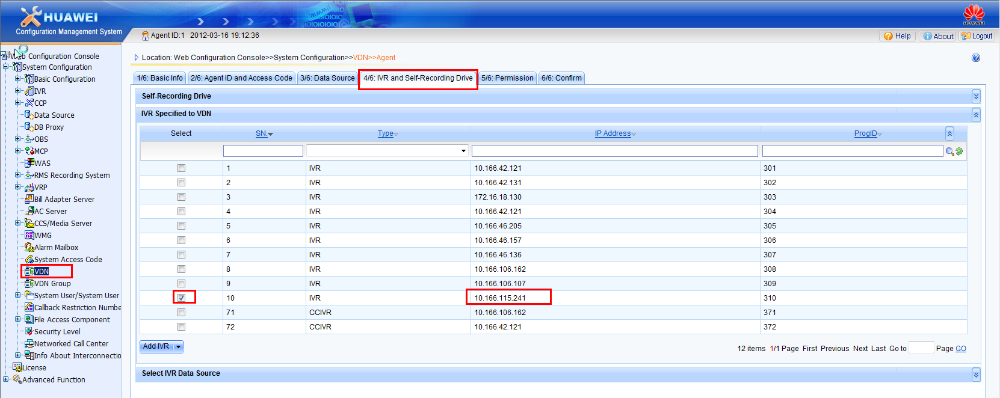 HUAWEI
Configuration Management System
HUAWEI
Agent ID:1 2012-03-16 19:12:36
Help About Logout
Web Configuration Console
System Configuration
Basic Configuration
IVR
CCP
Data Source
DB Proxy
OBS
MCP
WAS
RMS Recording System
VRP
Bill Adapter Server
AC Server
CCS/Media Server
WMG
Alarm Mailbox
System Access Code
VDN
VDN Group
System User/System User
Callback Restriction Numbe
File Access Component
Security Level
Networked Call Center
Info About Interconnectio
License
Advanced Function
Location: Web Configuration Console>>System Configuration>>VDN>>Agent
1/6: Basic Info 2/6: Agent ID and Access Code 3/6: Data Source 4/6: IVR and Self-Recording Drive 5/6: Permission 6/6: Confirm
Self-Recording Drive
IVR Specified to VDN
Select SN. Type IP Address ProgID
1 IVR 10.166.42.121 301
2 IVR 10.166.42.131 302
3 IVR 172.16.18.130 303
4 IVR 10.166.42.121 304
5 IVR 10.166.46.205 305
6 IVR 10.166.46.157 306
7 IVR 10.166.46.136 307
8 IVR 10.166.106.162 308
9 IVR 10.166.106.107 309
10 IVR 10.166.115.241 310
71 CCIVR 10.166.106.162 371
72 CCIVR 10.166.42.121 372
Add IVR
12 items 1/1 Page First Previous Next Last Go to Page GO
Select IVR Data Source